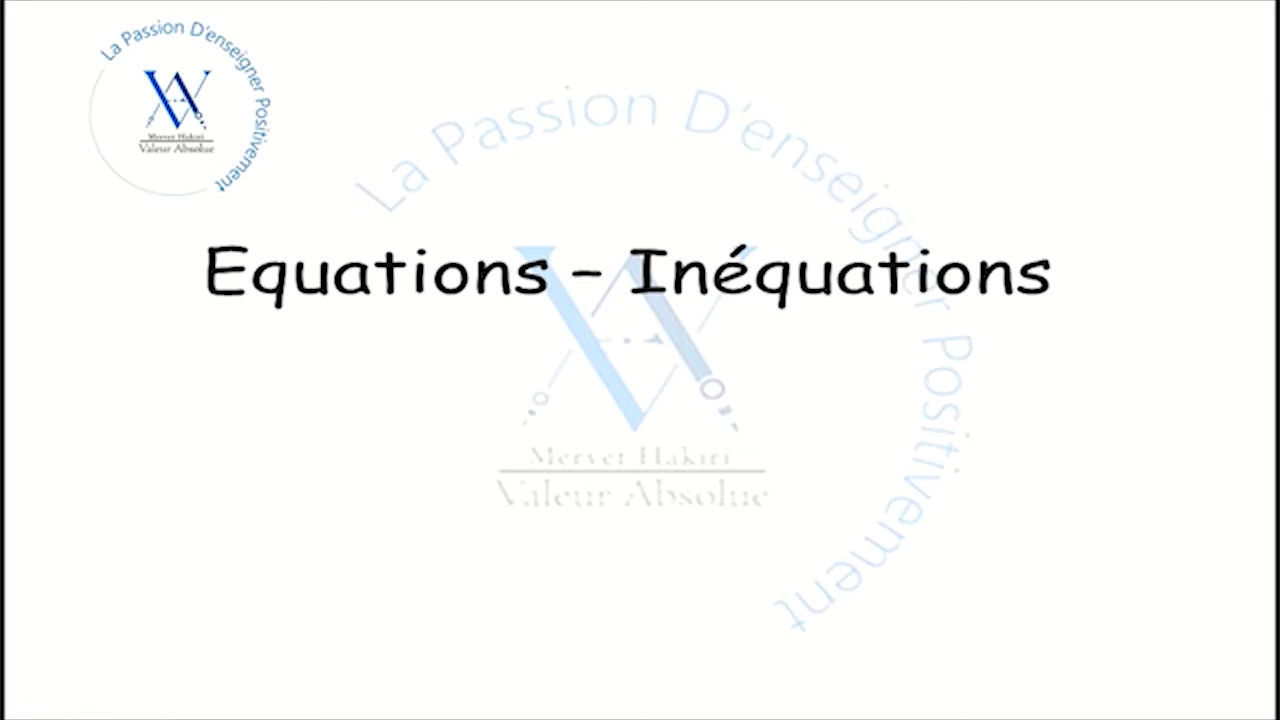 La Passion D'enseigner Positivement
Mervet Hakiri
Valeur Absolue
Equations – Inéquations
La Passion D'enseigner Positivement
Mervet Hakiri
Valeur Absolue